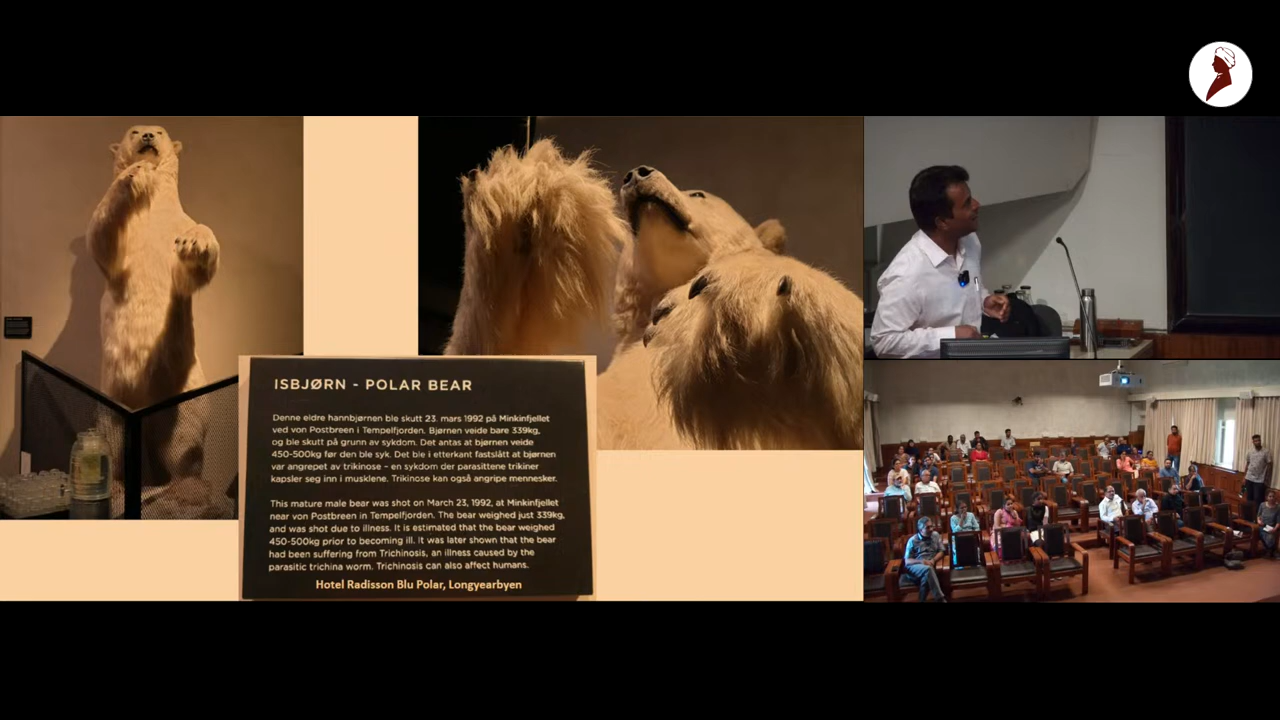 ISBJØRN - POLAR BEAR
Denne eldre hannbjørnen ble skutt 23. mars 1992 på Minkinfjellet
ved von Postbreen i Tempelfjorden. Bjørnen veide bare 339kg,
og ble skutt på grunn av sykdom. Det antas at bjørnen veide
450-500kg før den ble syk. Det ble i etterkant fastslått at bjørnen
var angrepet av trikinose – en sykdom der parasittene trikiner
kapsler seg inn i musklene. Trikinose kan også angripe mennesker.
This mature male bear was shot on March 23, 1992, at Minkinfjellet
near von Postbreen in Tempelfjorden. The bear weighed just 339kg,
and was shot due to illness. It is estimated that the bear weighed
450-500kg prior to becoming ill. It was later shown that the bear
had been suffering from Trichinosis, an illness caused by the
parasitic trichina worm. Trichinosis can also affect humans.
Hotel Radisson Blu Polar, Longyearbyen